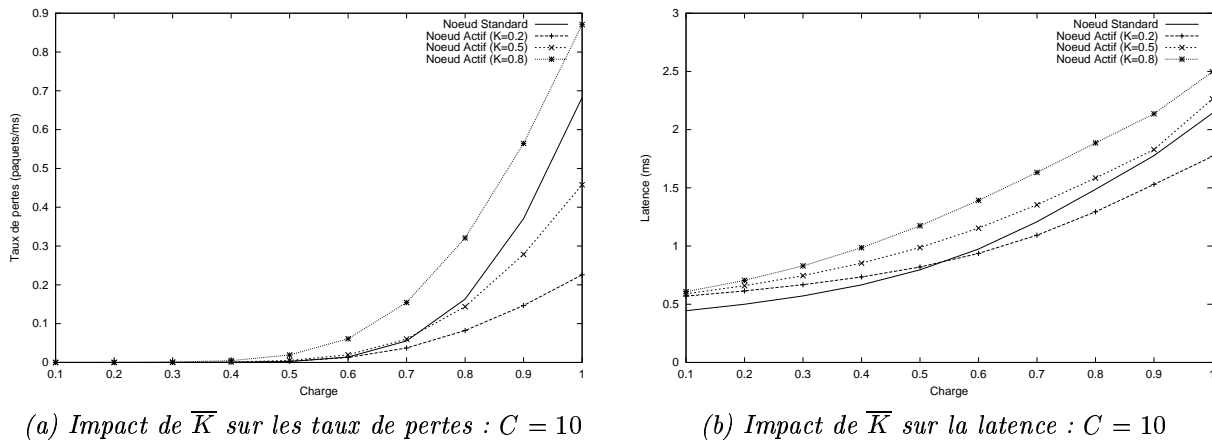 0.9
0.8
0.7
0.6
0.5
0.4
0.3
0.2
0.1
0
Taux de pertes (paquets/ms)
Noeud Standard
Noeud Actif (K=0.2)
Noeud Actif (K=0.5)
Noeud Actif (K=0.8)
0.1 0.2 0.3 0.4 0.5 0.6 0.7 0.8 0.9 1
Charge
(a) Impact de K̅ sur les taux de pertes : C = 10
3
2.5
2
1.5
1
0.5
0
Latence (ms)
Noeud Standard
Noeud Actif (K=0.2)
Noeud Actif (K=0.5)
Noeud Actif (K=0.8)
0.1 0.2 0.3 0.4 0.5 0.6 0.7 0.8 0.9 1
Charge
(b) Impact de K̅ sur la latence : C = 10